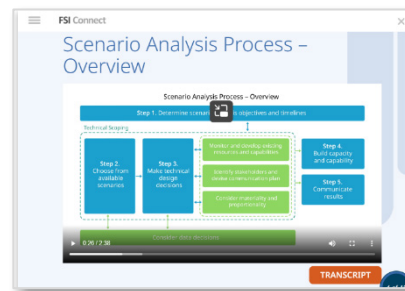 FSI Connect
Scenario Analysis Process –
Overview
Scenario Analysis Process – Overview
Step 1. Determine objectives and timelines
Technical Scoping
Step 2.
Choose from
available
scenarios
Step 3.
Make technical
design
decisions
Monitor and develop existing
resources and capabilities
Identify stakeholders and
communication plan
Consider materiality and
proportionality
Step 4.
Build capacity
and capability
Step 5.
Communicate
results
Consider data decisions
0:26 / 2:38
TRANSCRIPT